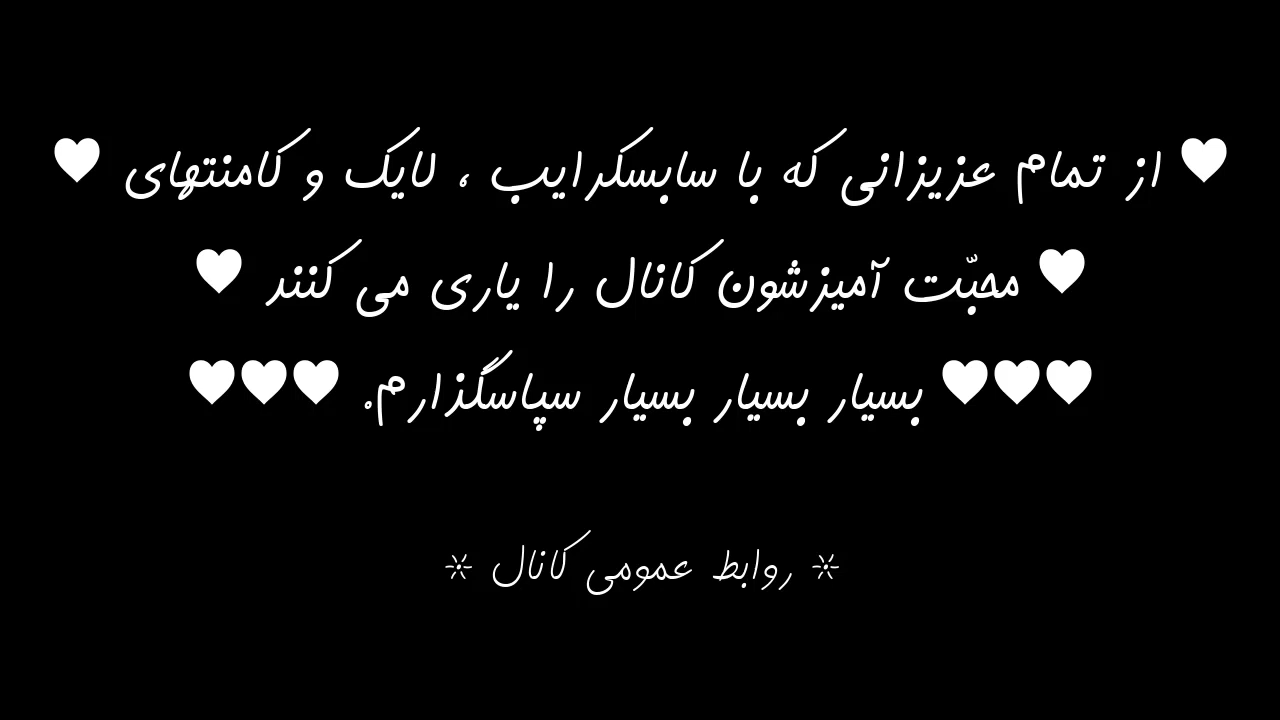 ♥ از تمام عزیزانی که با سابسکرایب ، لایک و کامنتهای ♥
♥ محبّت آمیزشون کانال را یاری می کنند ♥
♥♥♥ بسیار بسیار بسیار سپاسگذارم. ♥♥♥
☼ روابط عمومی کانال ☼